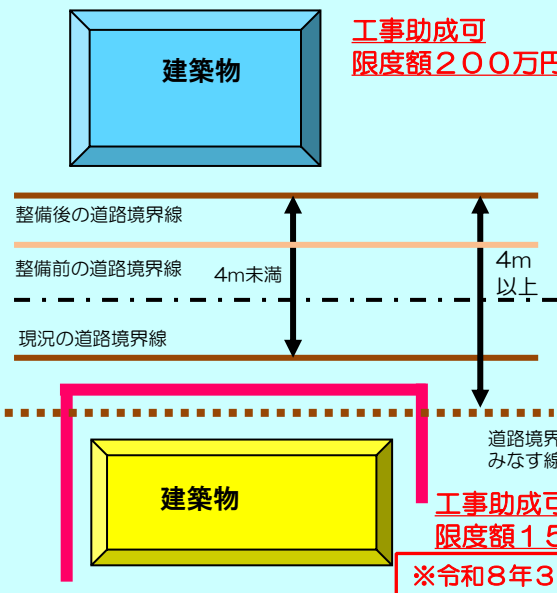 建築物
工事助成可
限度額200万円
整備後の道路境界線
整備前の道路境界線
4m未満
4m
以上
現況の道路境界線
道路境界
みなす線
建築物
工事助成可
限度額15
※令和8年3